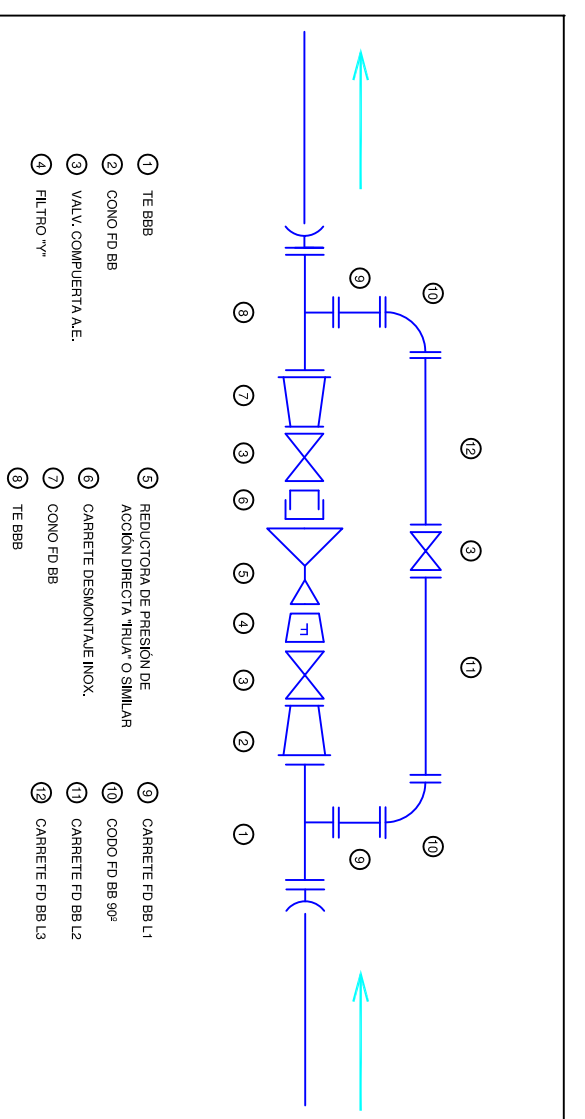 10
12
3
11
10
9
9
8
7
3
6
5
4
F
3
2
1
1 TE BBB
2 CONO FD BB
3 VALV. COMPUERTA A.E.
4 FILTRO "Y"
5 REDUCTORA DE PRESIÓN DE
ACCIÓN DIRECTA "IRUA" O SIMILAR
6 CARRETE DESMONTAJE INOX.
7 CONO FD BB
8 TE BBB
9 CARRETE FD BB L1
10 CODO FD BB 90º
11 CARRETE FD BB L2
12 CARRETE FD BB L3